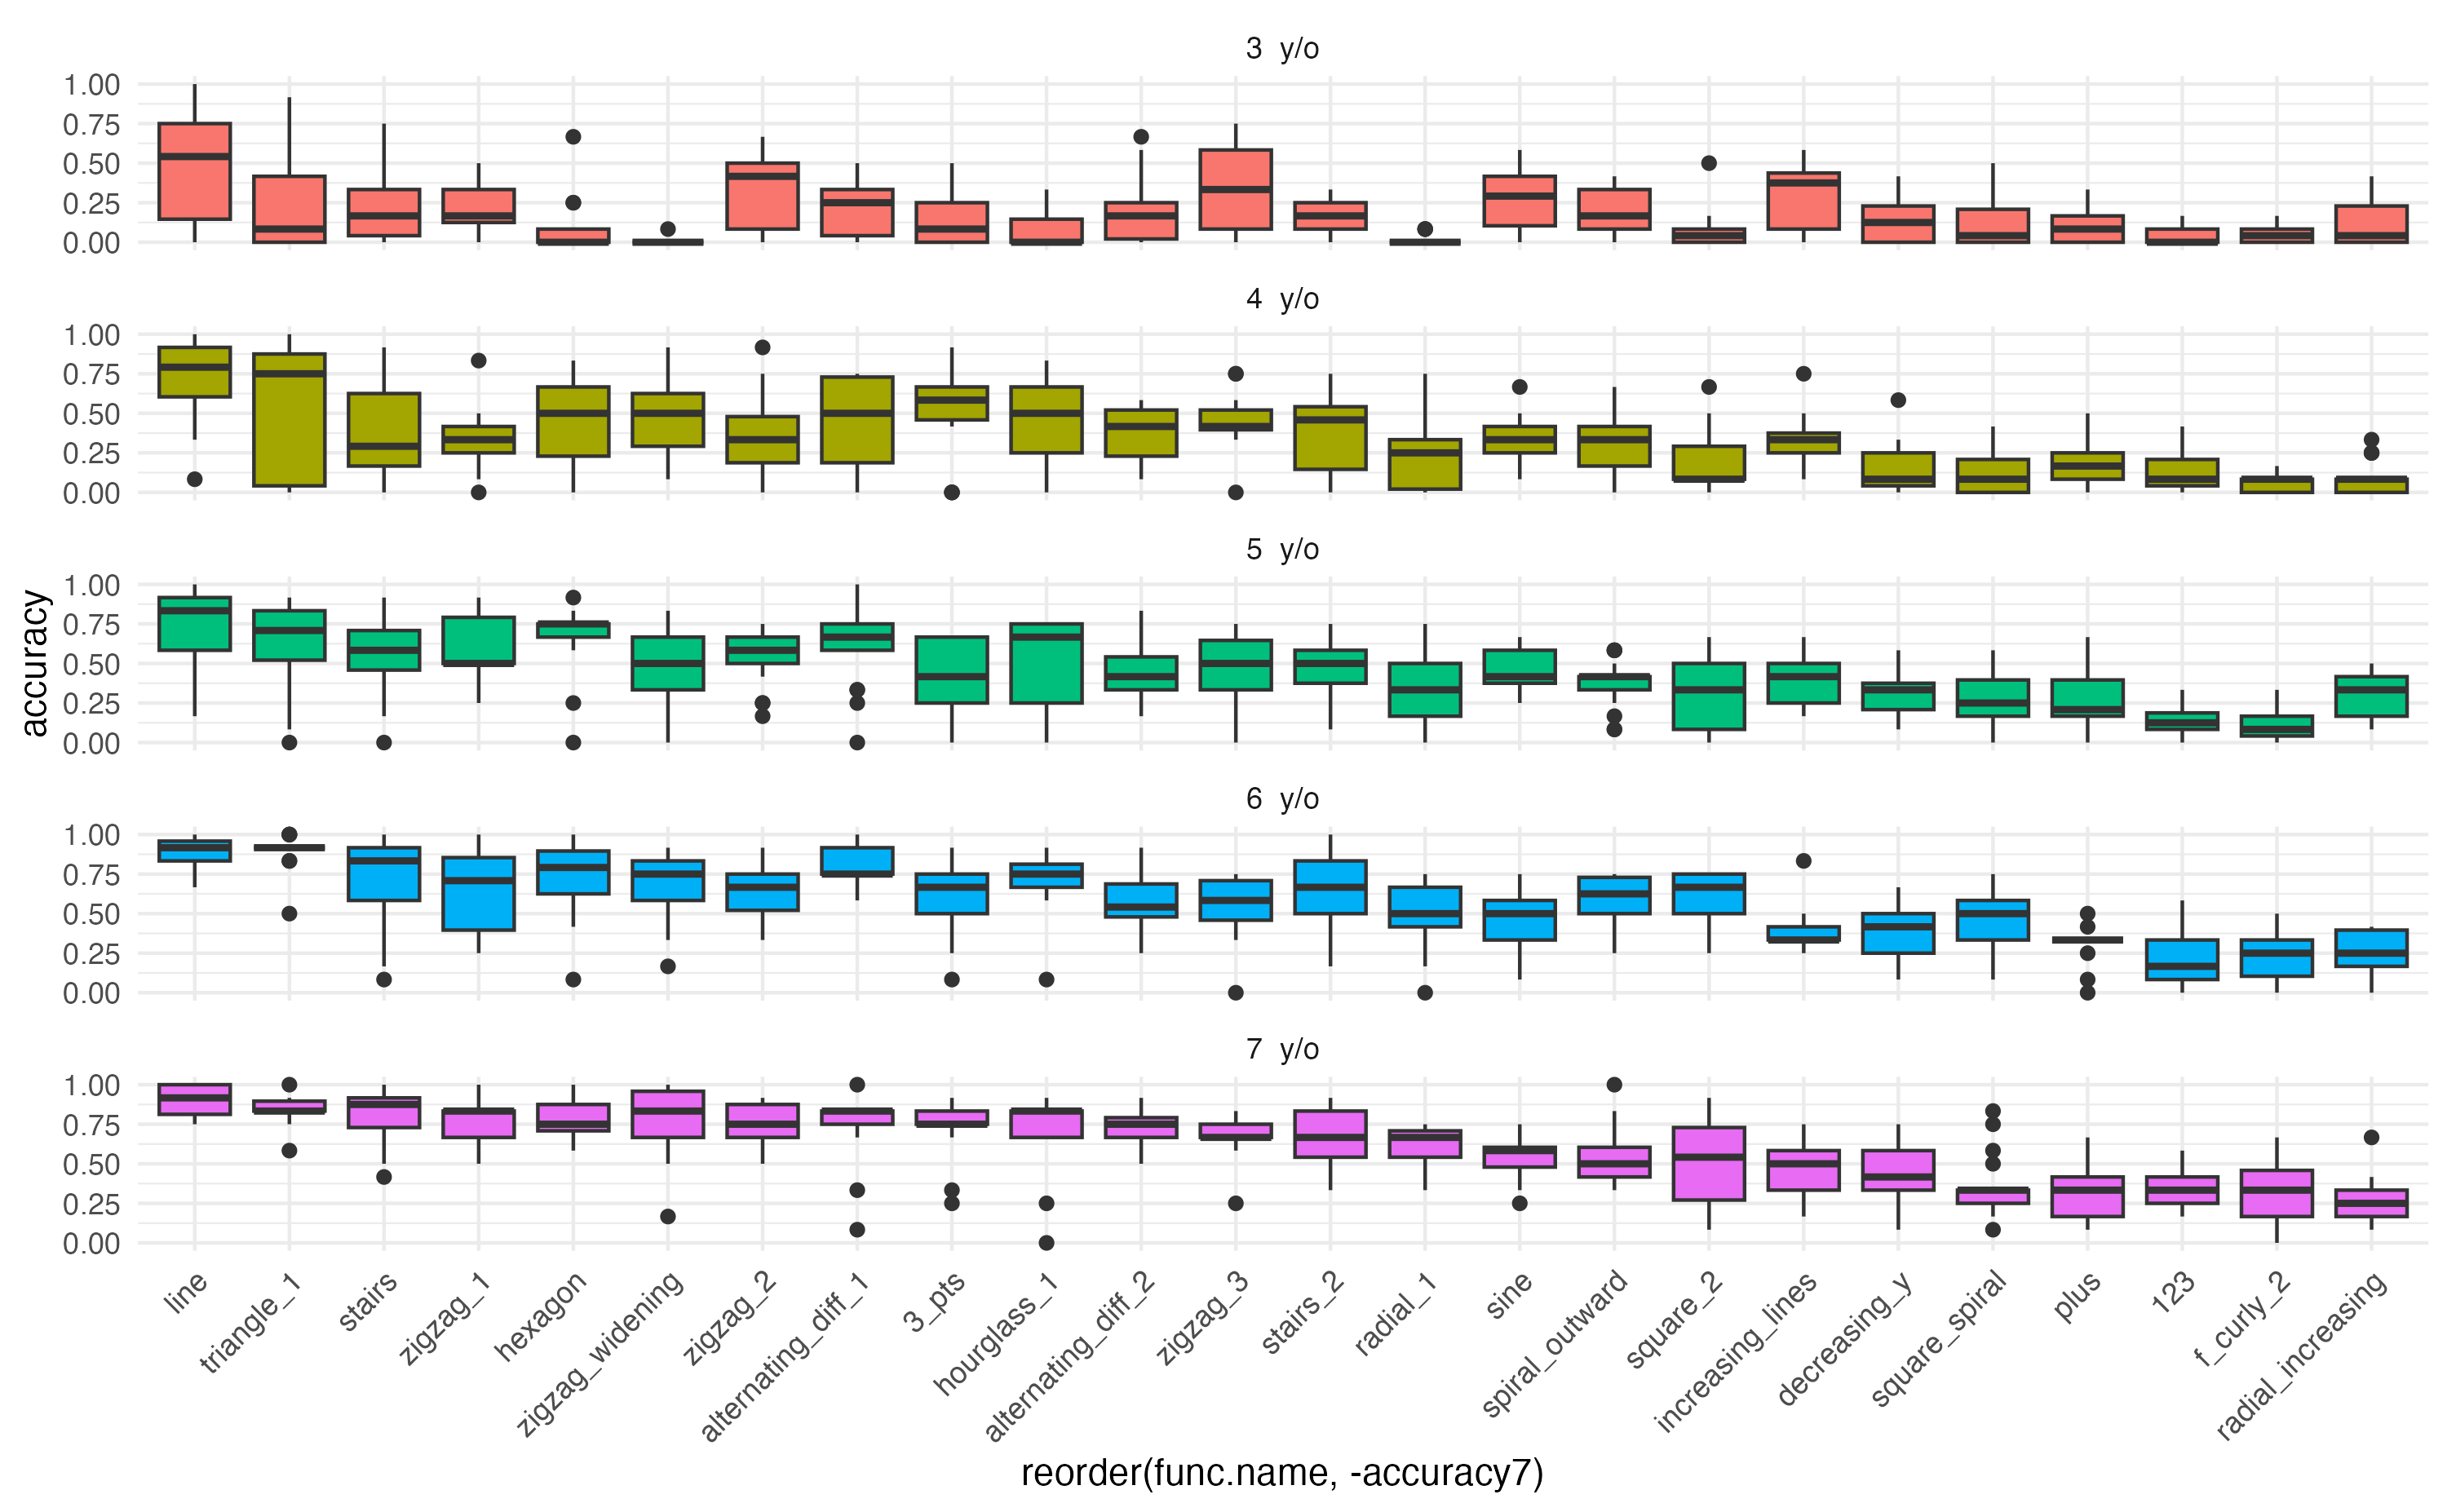 3 y/o
1.00
0.75
0.50
0.25
0.00
4 y/o
1.00
0.75
0.50
0.25
0.00
5 y/o
1.00
0.75
0.50
0.25
0.00
accuracy
6 y/o
1.00
0.75
0.50
0.25
0.00
7 y/o
1.00
0.75
0.50
0.25
0.00
line
triangle_1
stairs
zigzag_1
hexagon
zigzag_widening
zigzag_2
alternating_diff_1
3_pts
hourglass_1
alternating_diff_2
zigzag_3
stairs_2
radial_1
sine
spiral_outward
square_2
increasing_lines
decreasing_y
square_spiral
plus
123
f_curly_2
radial_increasing
reorder(func.name, -accuracy7)